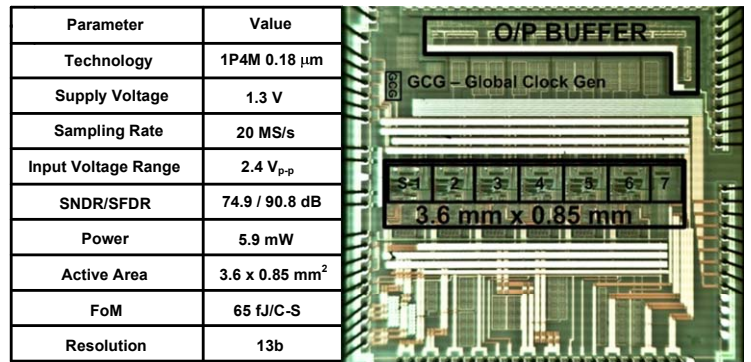 Parameter Value
Technology 1P4M 0.18 μm
Supply Voltage 1.3 V
Sampling Rate 20 MS/s
Input Voltage Range 2.4 Vp-p
SNDR/SFDR 74.9 / 90.8 dB
Power 5.9 mW
Active Area 3.6 x 0.85 mm²
FoM 65 fJ/C-S
Resolution 13b
O/P BUFFER
GCG
GCG – Global Clock Gen
S-1 2 3 4 5 6 7
3.6 mm x 0.85 mm